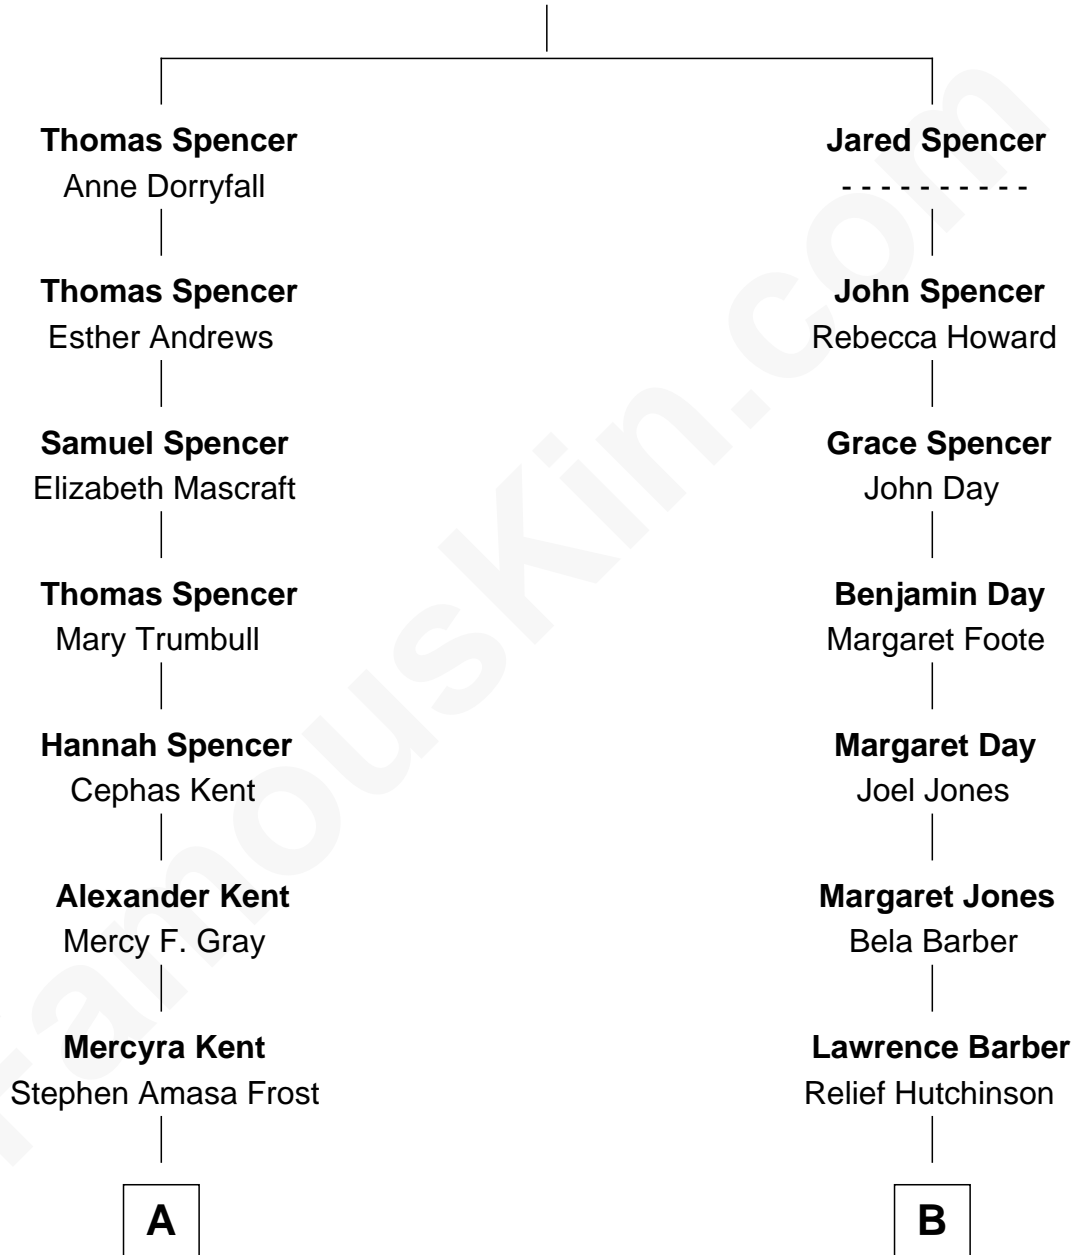 Thomas Spencer
Anne Dorryfall
Thomas Spencer
Esther Andrews
Samuel Spencer
Elizabeth Mascraft
Thomas Spencer
Mary Trumbull
Hannah Spencer
Cephas Kent
Alexander Kent
Mercy F. Gray
Mercyra Kent
Stephen Amasa Frost
A
Jared Spencer
- - - - - - - - - -
John Spencer
Rebecca Howard
Grace Spencer
John Day
Benjamin Day
Margaret Foote
Margaret Day
Joel Jones
Margaret Jones
Bela Barber
Lawrence Barber
Relief Hutchinson
B
FamousKin.com